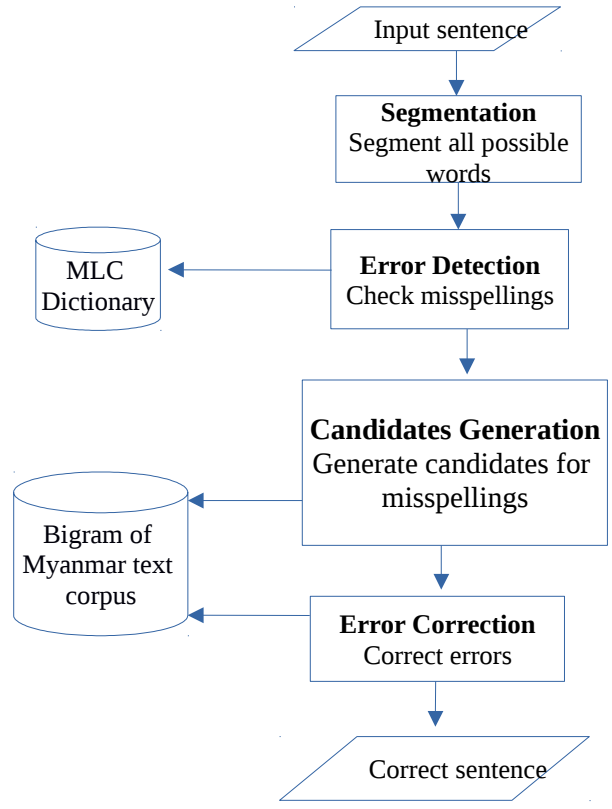 Input sentence
Segmentation
Segment all possible
words
MLC
Dictionary
Error Detection
Check misspellings
Candidates Generation
Generate candidates for
misspellings
Bigram of
Myanmar text
corpus
Error Correction
Correct errors
Correct sentence